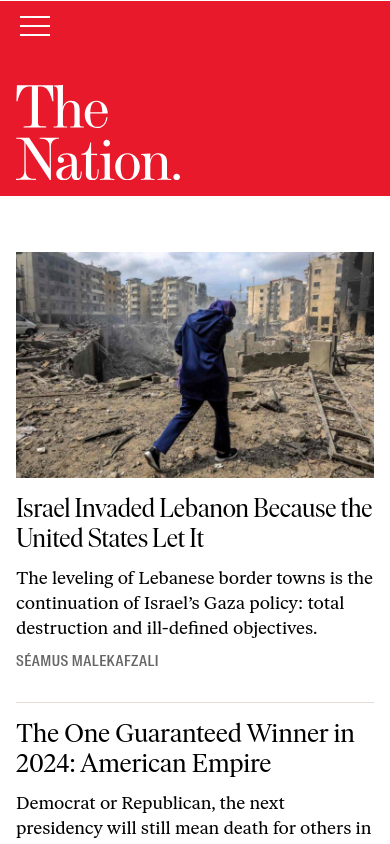 The
Nation.
Israel Invaded Lebanon Because the
United States Let It
The leveling of Lebanese border towns is the
continuation of Israel’s Gaza policy: total
destruction and ill-defined objectives.
SÉAMUS MALEKAFZALI
The One Guaranteed Winner in
2024: American Empire
Democrat or Republican, the next
presidency will still mean death for others in